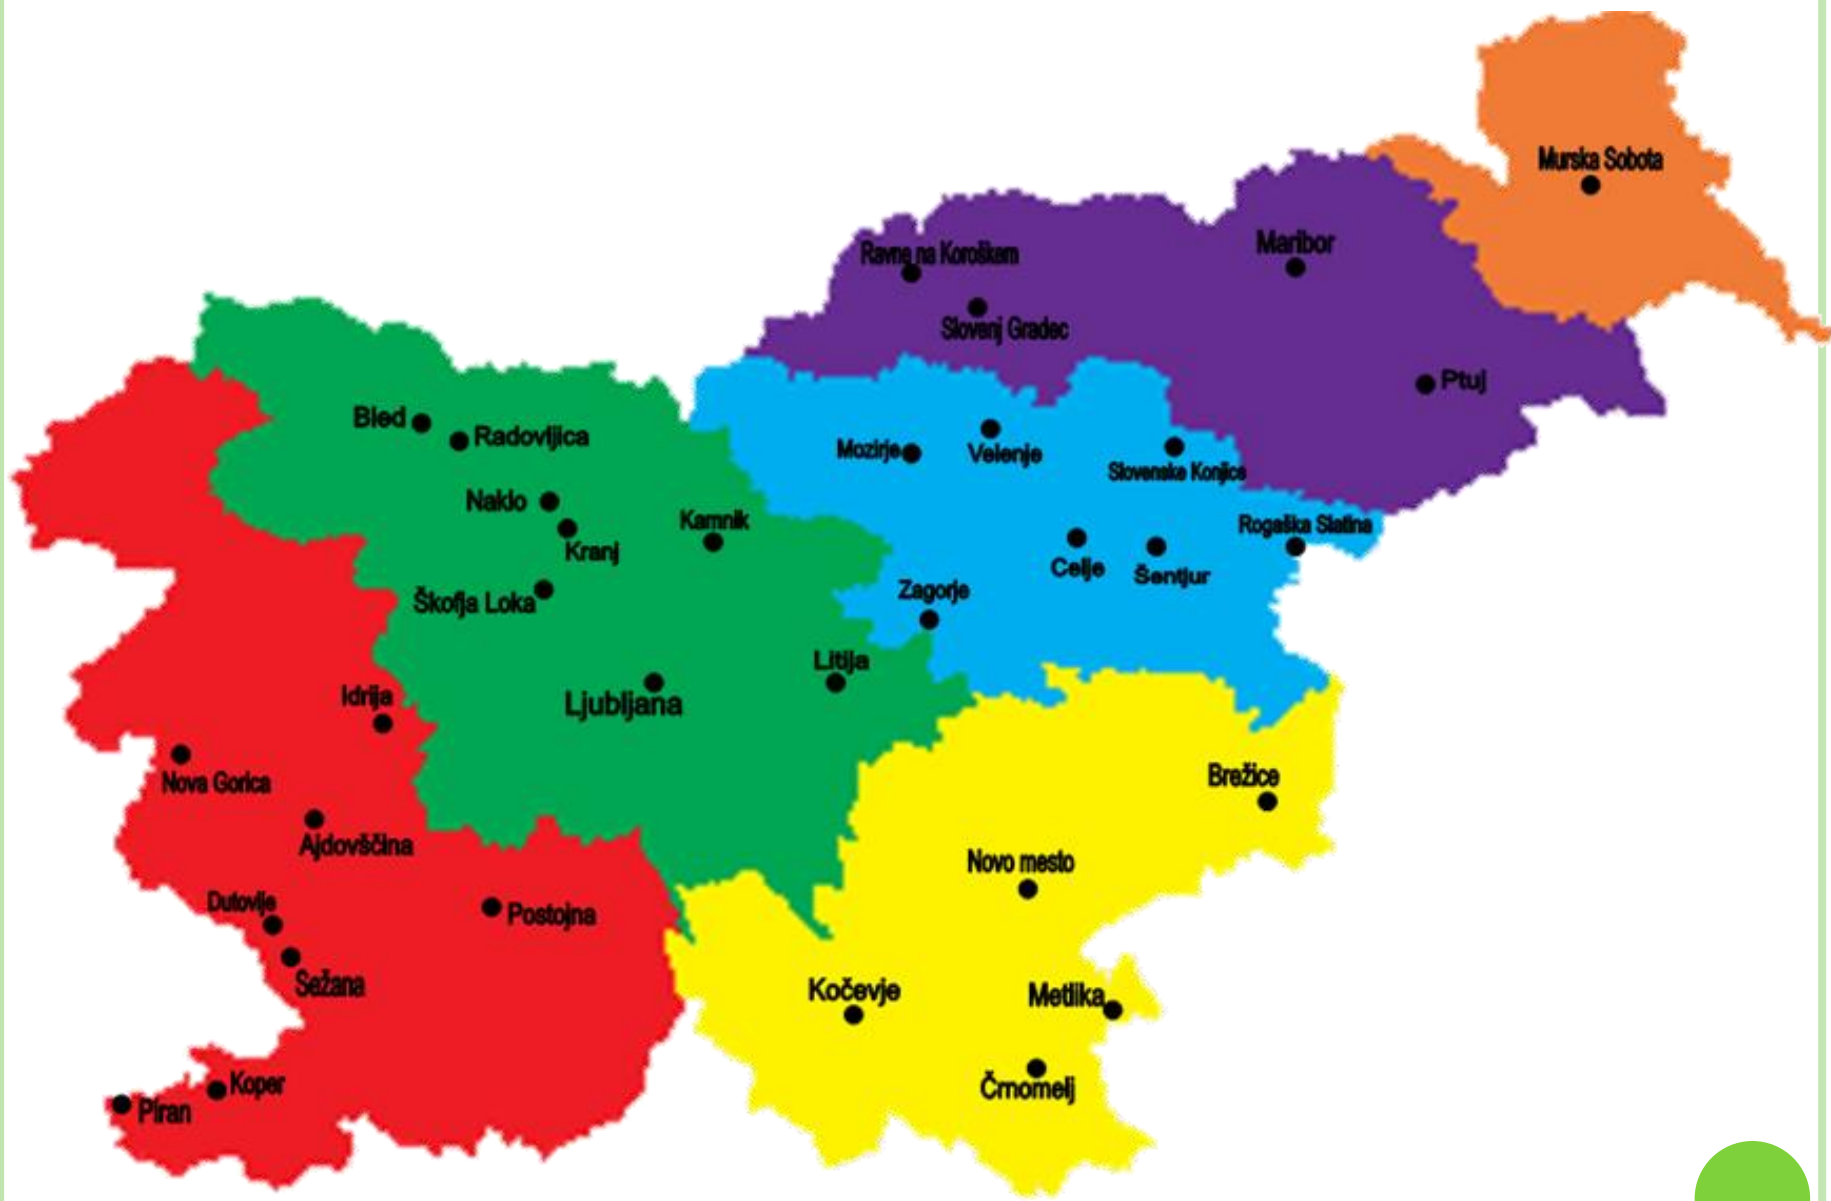 Murska Sobota
Maribor
Ravne na Koroškem
Slovenj Gradec
Ptuj
Bled
Radovljica
Mozirje
Velenje
Slovenske Konjice
Naklo
Kamnik
Rogaška Slatina
Kranj
Celje
Šentjur
Škofja Loka
Zagorje
Litija
Idrija
Ljubljana
Nova Gorica
Brežice
Ajdovščina
Novo mesto
Dutovlje
Postojna
Sežana
Kočevje
Metlika
Koper
Črnomelj
Piran